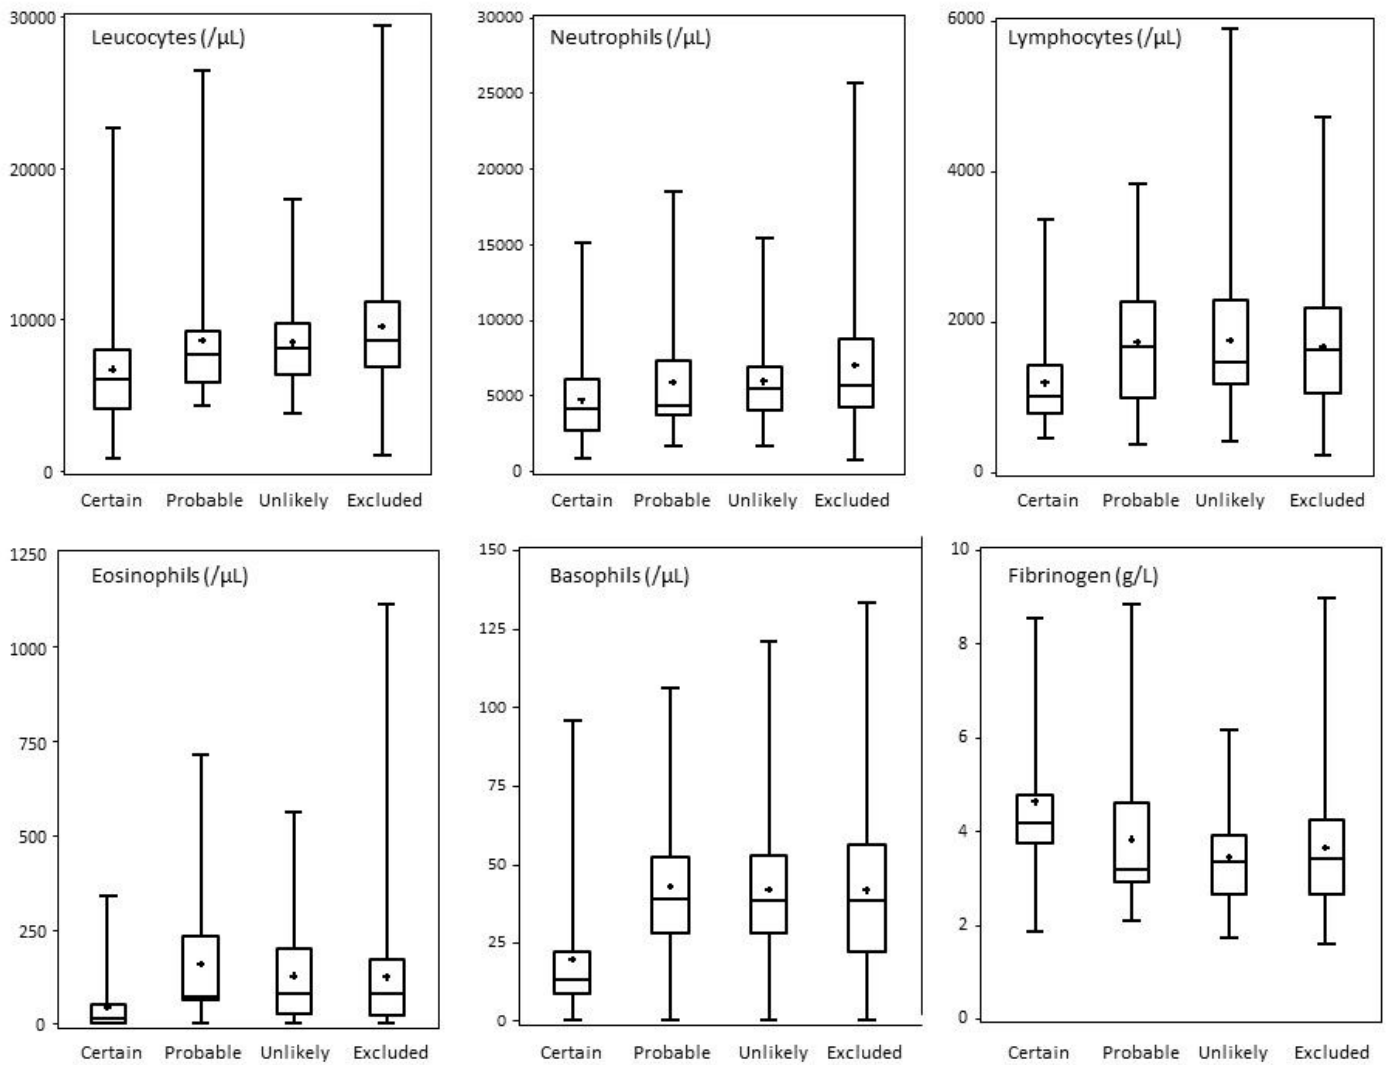 30000
Leucocytes (/µL)
20000
10000
0
Certain Probable Unlikely Excluded
30000
Neutrophils (/µL)
25000
20000
15000
10000
5000
0
Certain Probable Unlikely Excluded
6000
Lymphocytes (/µL)
4000
2000
0
Certain Probable Unlikely Excluded
1250
Eosinophils (/µL)
1000
750
500
250
0
Certain Probable Unlikely Excluded
150
Basophils (/µL)
125
100
75
50
25
0
Certain Probable Unlikely Excluded
10
Fibrinogen (g/L)
8
6
4
2
0
Certain Probable Unlikely Excluded